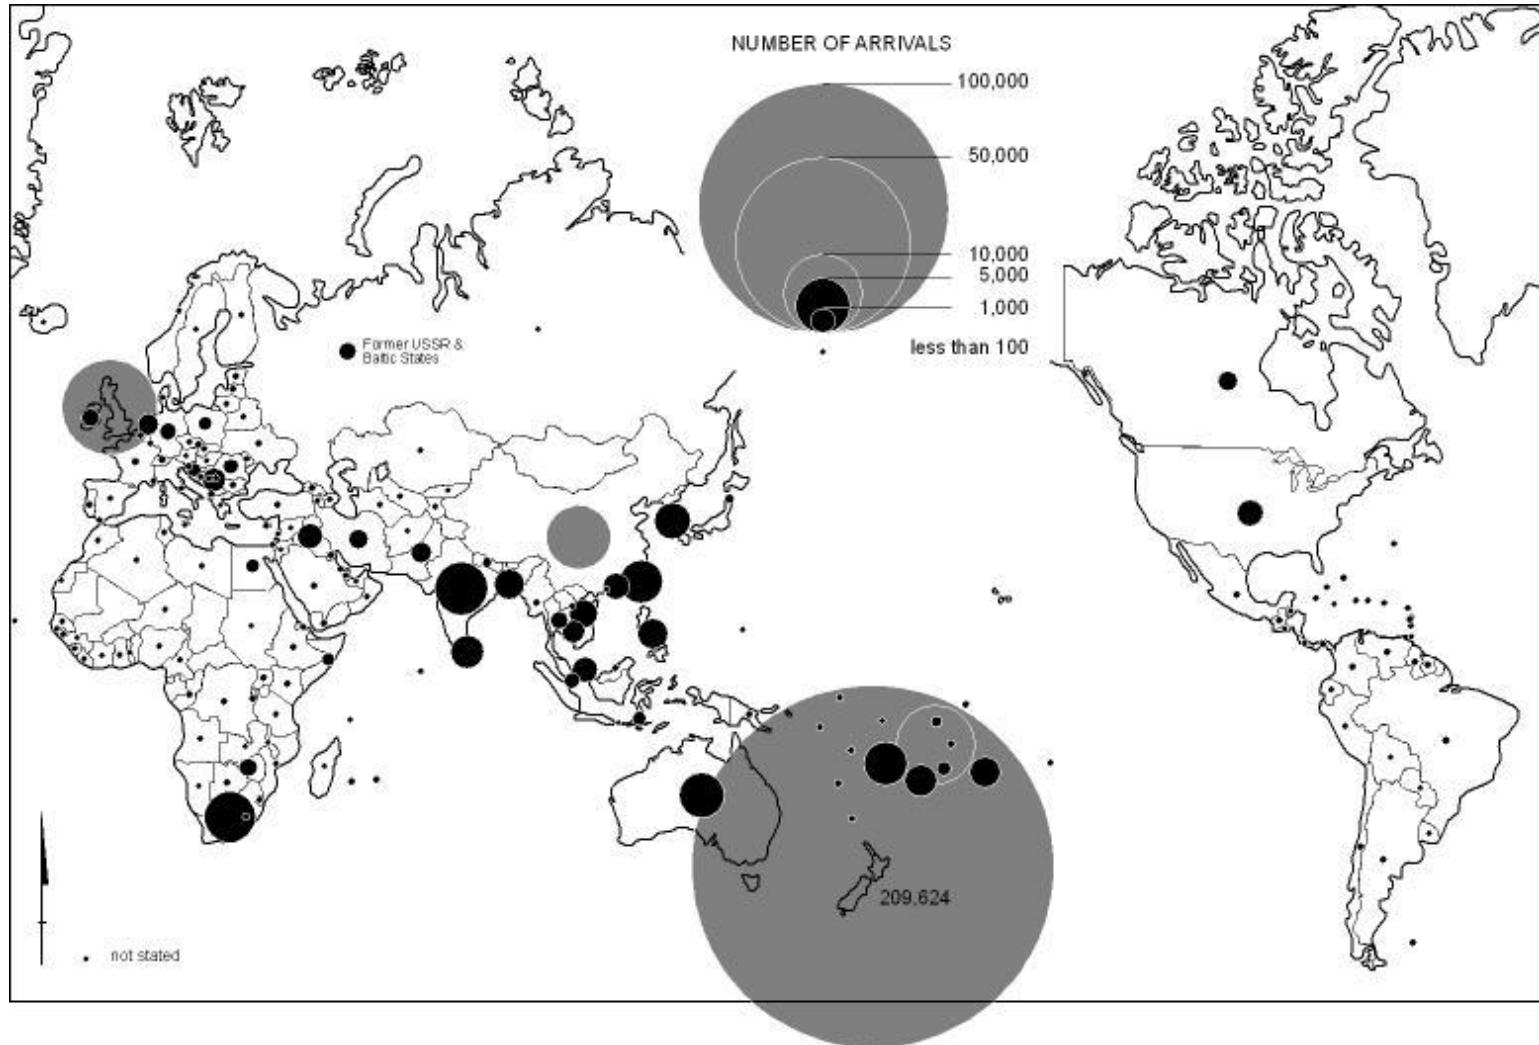 NUMBER OF ARRIVALS
100,000
50,000
10,000
5,000
1,000
less than 100
Former USSR &
Baltic States
209,624
not stated